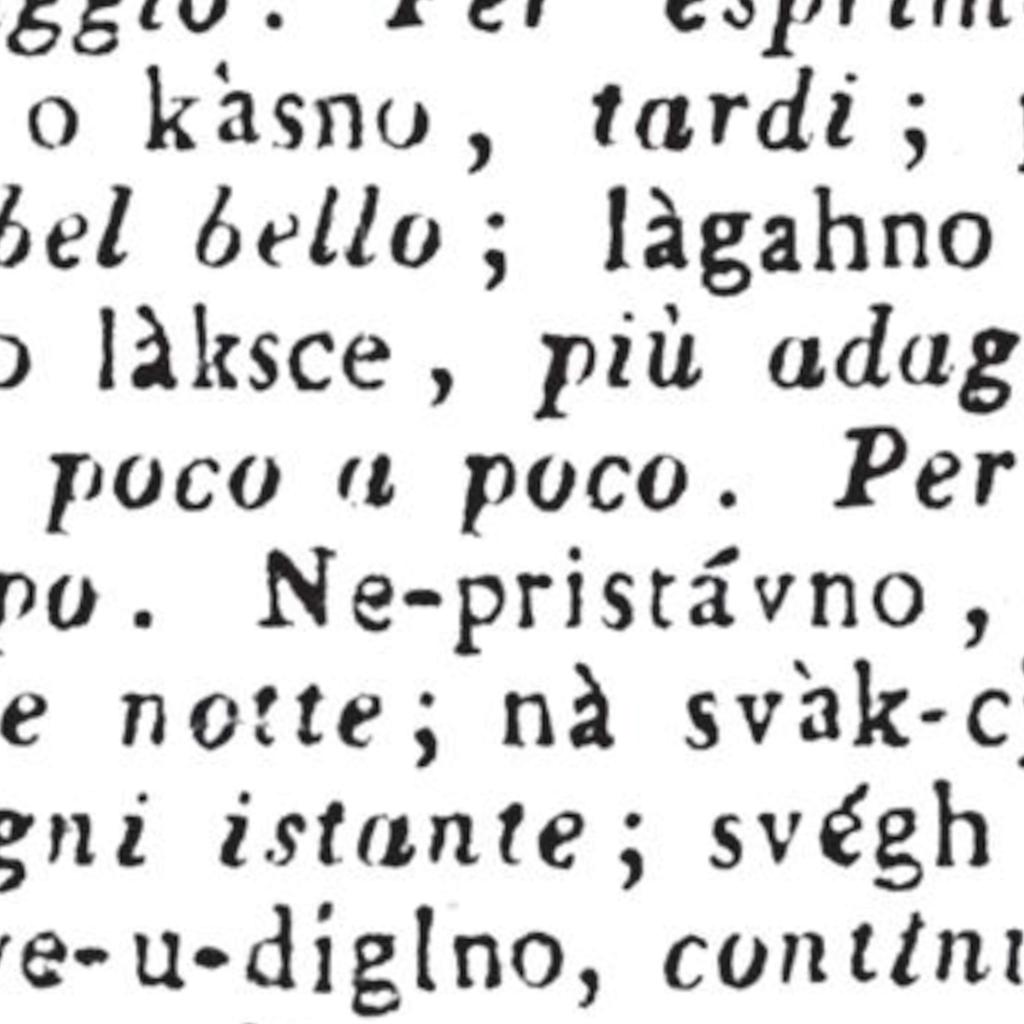 ggio. Per esprim
o kàsno, tardi;
bel bello; làgahno
o làksce, più adag
poco a poco. Per
po. Ne-pristávno,
e notte; nà svàk-c
gni istante; svégh
ve-u-díglno, contin